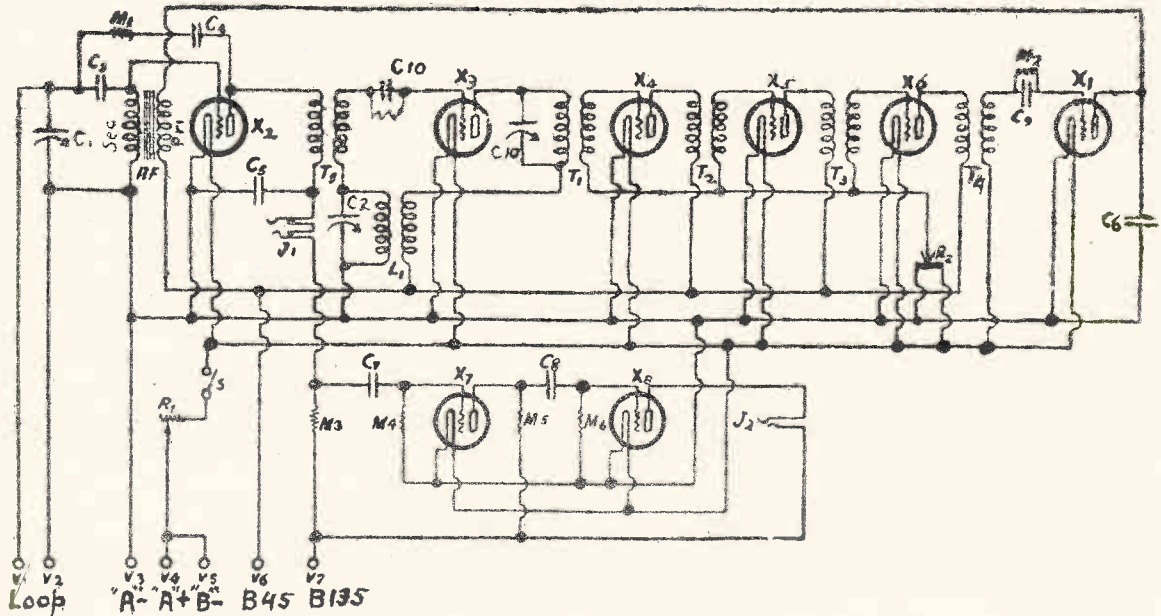 M1
C4
C3
Sec
Pri
RF
C1
X2
C5
J1
T5
C2
L1
C10
X3
C10
T1
X4
T2
X5
T3
X6
R2
T4
M2
C9
X1
C6
S
R1
M3
C7
M4
X7
M5
C8
M6
X8
J2
V2 V3 V4 V5 V6 V7
Loop "A"- "A"+ "B"- B45 B135